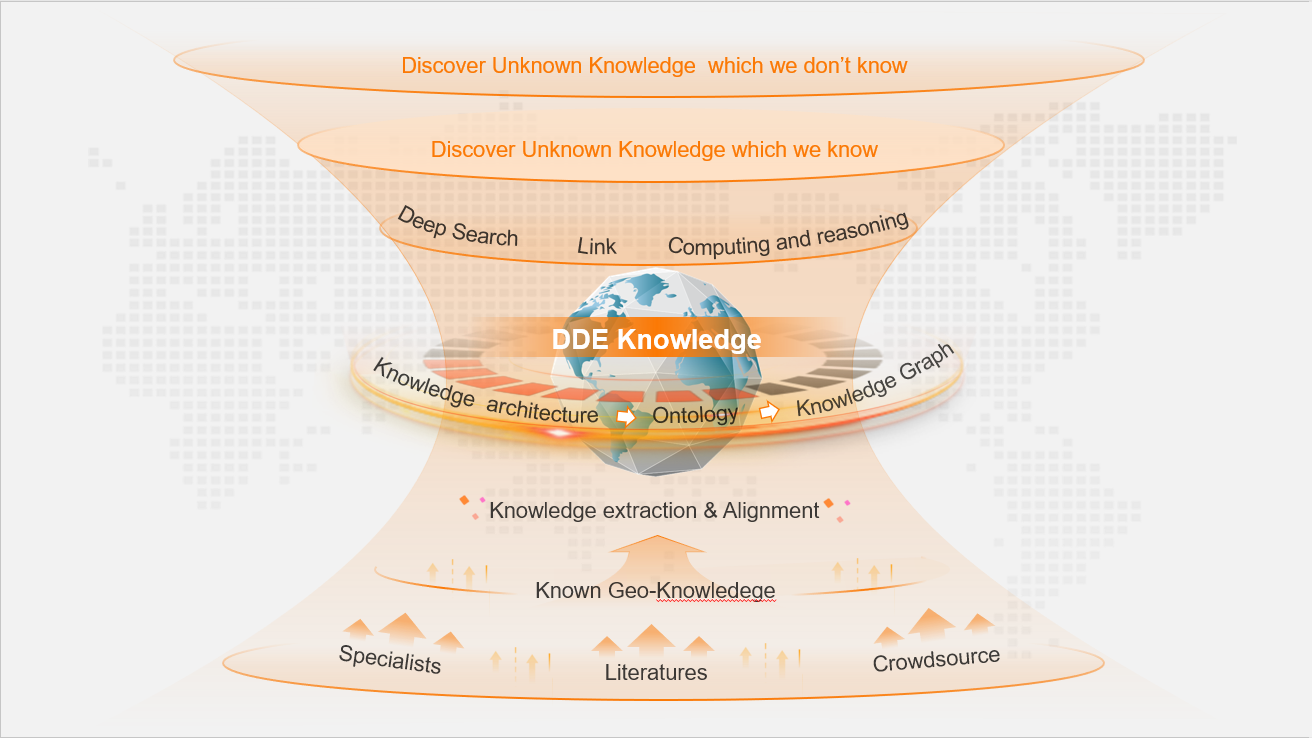 Discover Unknown Knowledge  which we don't know
Discover Unknown Knowledge which we know
Deep Search Link Computing and reasoning
DDE Knowledge
Knowledge architecture Ontology Knowledge Graph
Knowledge extraction & Alignment
Known Geo-Knowledege
Specialists Literatures Crowdsource